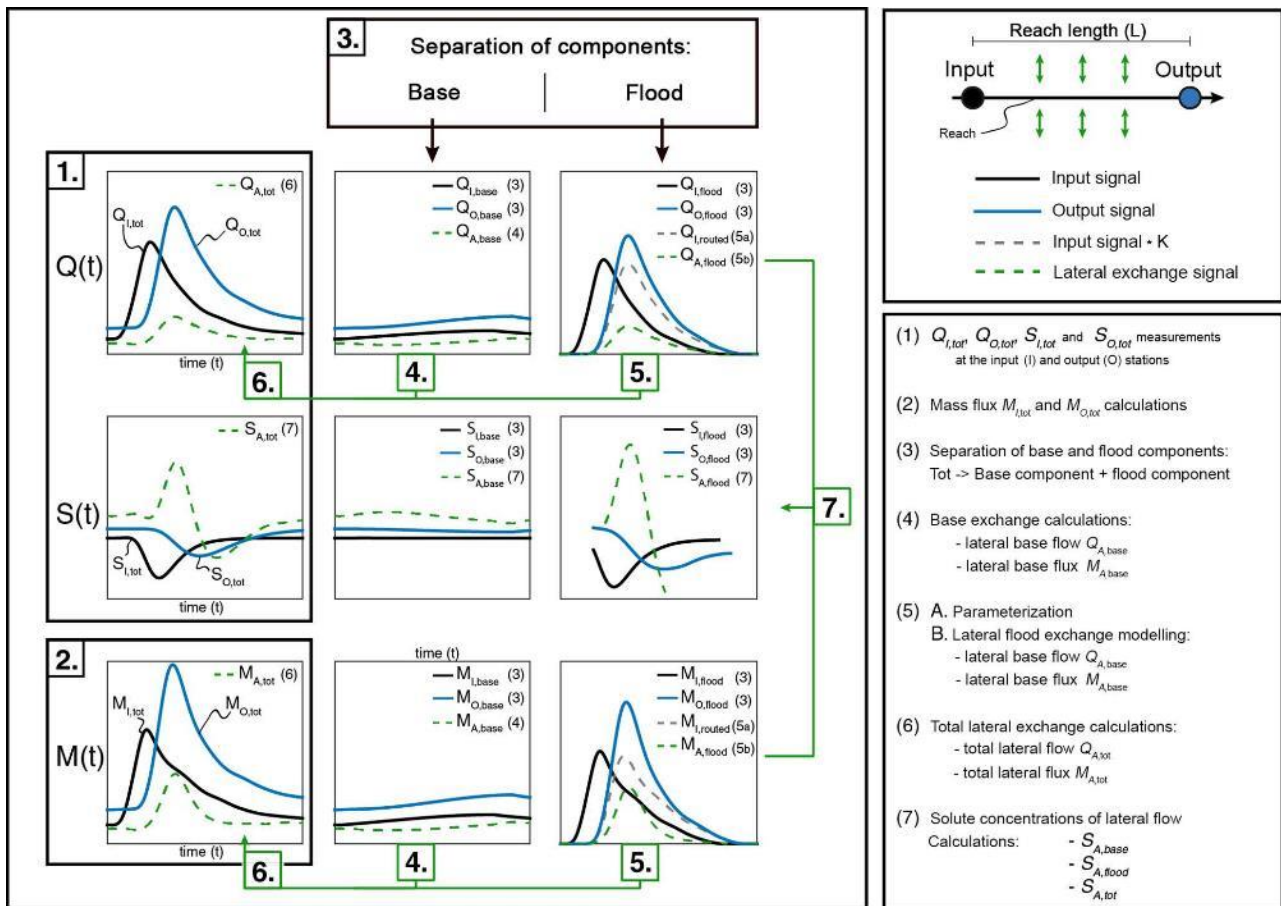 3.
Separation of components:
Base
Flood
1.
Q(t)
Q_A,tot (6)
Q_I,tot
Q_O,tot
time (t)
Q_I,base (3)
Q_O,base (3)
Q_A,base (4)
Q_I,flood (3)
Q_O,flood (3)
Q_I,routed (5a)
Q_A,flood (5b)
6.
4.
5.
S(t)
S_A,tot (7)
S_I,tot
S_O,tot
time (t)
S_I,base (3)
S_O,base (3)
S_A,base (7)
S_I,flood (3)
S_O,flood (3)
S_A,flood (7)
7.
2.
M(t)
M_A,tot (6)
M_I,tot
M_O,tot
time (t)
time (t)
M_I,base (3)
M_O,base (3)
M_A,base (4)
M_I,flood (3)
M_O,flood (3)
M_I,routed (5a)
M_A,flood (5b)
6.
4.
5.
Reach length (L)
Input
Output
Reach
Input signal
Output signal
Input signal • K
Lateral exchange signal
(1) Q_I,tot, Q_O,tot, S_I,tot and S_O,tot measurements
at the input (I) and output (O) stations
(2) Mass flux M_I,tot and M_O,tot calculations
(3) Separation of base and flood components:
Tot -> Base component + flood component
(4) Base exchange calculations:
- lateral base flow Q_A,base
- lateral base flux M_A,base
(5) A. Parameterization
B. Lateral flood exchange modelling:
- lateral base flow Q_A,base
- lateral base flux M_A,base
(6) Total lateral exchange calculations:
- total lateral flow Q_A,tot
- total lateral flux M_A,tot
(7) Solute concentrations of lateral flow
Calculations: - S_A,base
- S_A,flood
- S_A,tot